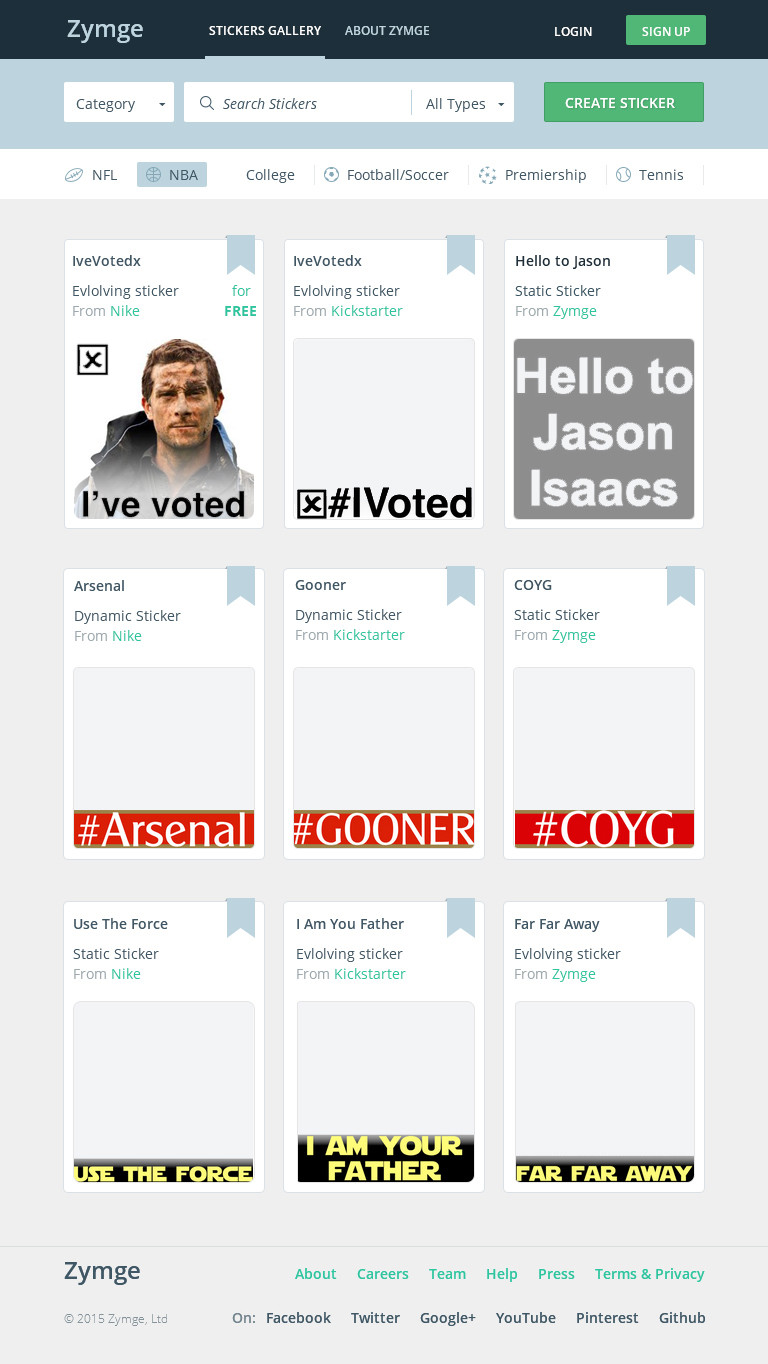 Zymge
STICKERS GALLERY
ABOUT ZYMGE
LOGIN
SIGN UP
Category
Search Stickers
All Types
CREATE STICKER
NFL
NBA
College
Football/Soccer
Premiership
Tennis
IveVotedx
Evlolving sticker
From Nike
for
FREE
I've voted
IveVotedx
Evlolving sticker
From Kickstarter
#IVoted
Hello to Jason
Static Sticker
From Zymge
Hello to
Jason
Isaacs
Arsenal
Dynamic Sticker
From Nike
#Arsenal
Gooner
Dynamic Sticker
From Kickstarter
#GOONER
COYG
Static Sticker
From Zymge
#COYG
Use The Force
Static Sticker
From Nike
USE THE FORCE
I Am You Father
Evlolving sticker
From Kickstarter
I AM YOUR
FATHER
Far Far Away
Evlolving sticker
From Zymge
FAR FAR AWAY
Zymge
About Careers Team Help Press Terms & Privacy
© 2015 Zymge, Ltd
On: Facebook Twitter Google+ YouTube Pinterest Github